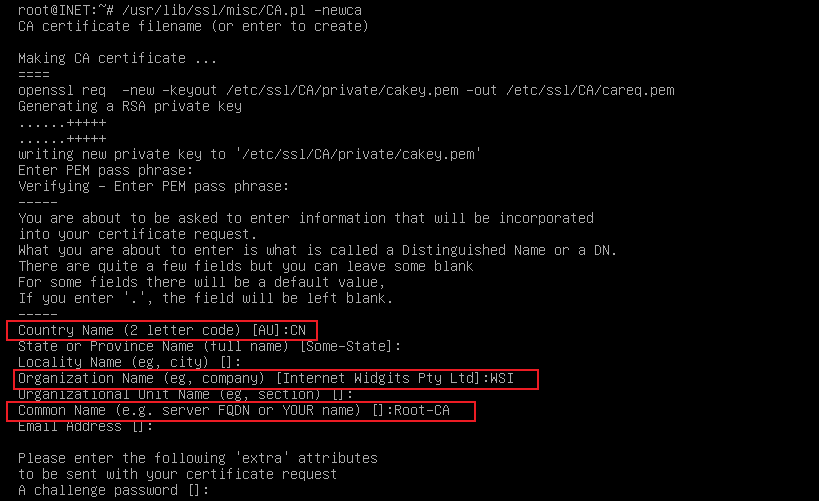 root@INET:~# /usr/lib/ssl/misc/CA.pl -newca
CA certificate filename (or enter to create)

Making CA certificate ...
====
openssl req  -new -keyout /etc/ssl/CA/private/cakey.pem -out /etc/ssl/CA/careq.pem
Generating a RSA private key
......+++++
......+++++
writing new private key to '/etc/ssl/CA/private/cakey.pem'
Enter PEM pass phrase:
Verifying - Enter PEM pass phrase:
-----
You are about to be asked to enter information that will be incorporated
into your certificate request.
What you are about to enter is what is called a Distinguished Name or a DN.
There are quite a few fields but you can leave some blank
For some fields there will be a default value,
If you enter '.', the field will be left blank.
-----
Country Name (2 letter code) [AU]:CN
State or Province Name (full name) [Some-State]:
Locality Name (eg, city) []:
Organization Name (eg, company) [Internet Widgits Pty Ltd]:WSI
Organizational Unit Name (eg, section) []:
Common Name (e.g. server FQDN or YOUR name) []:Root-CA
Email Address []:

Please enter the following 'extra' attributes
to be sent with your certificate request
A challenge password []: